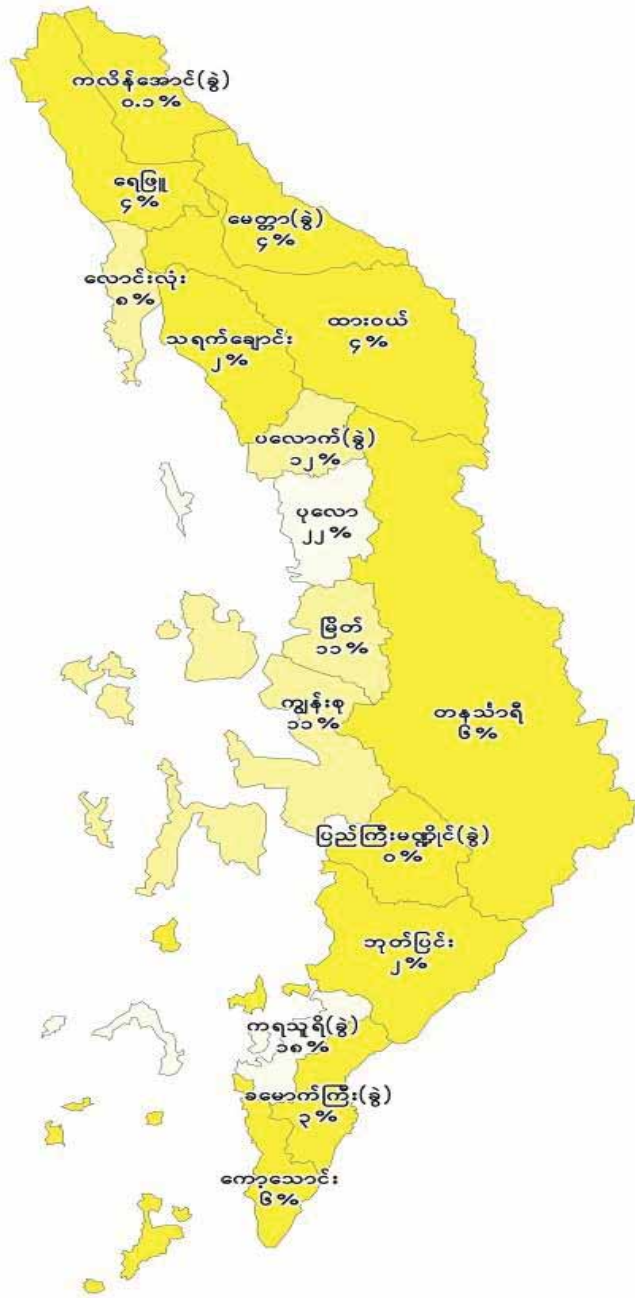 ကလိန်အောင်(ခွဲ)
၀.၁%
ရေဖြူ
၄%
မေတ္တာ(ခွဲ)
၄%
လောင်းလုံး
၈%
ထားဝယ်
၄%
သရက်ချောင်း
၂%
ပလောက်(ခွဲ)
၁၂%
ပုလော
၂၂%
မြိတ်
၁၁%
ကျွန်းစု
၁၁%
တနင်္သာရီ
၆%
ပြည်ကြီးမဏ္ဍိုင်(ခွဲ)
၀%
ဘုတ်ပြင်း
၂%
ကရသူရိ(ခွဲ)
၁၈%
ခမောက်ကြီး(ခွဲ)
၃%
ကော့သောင်း
၆%